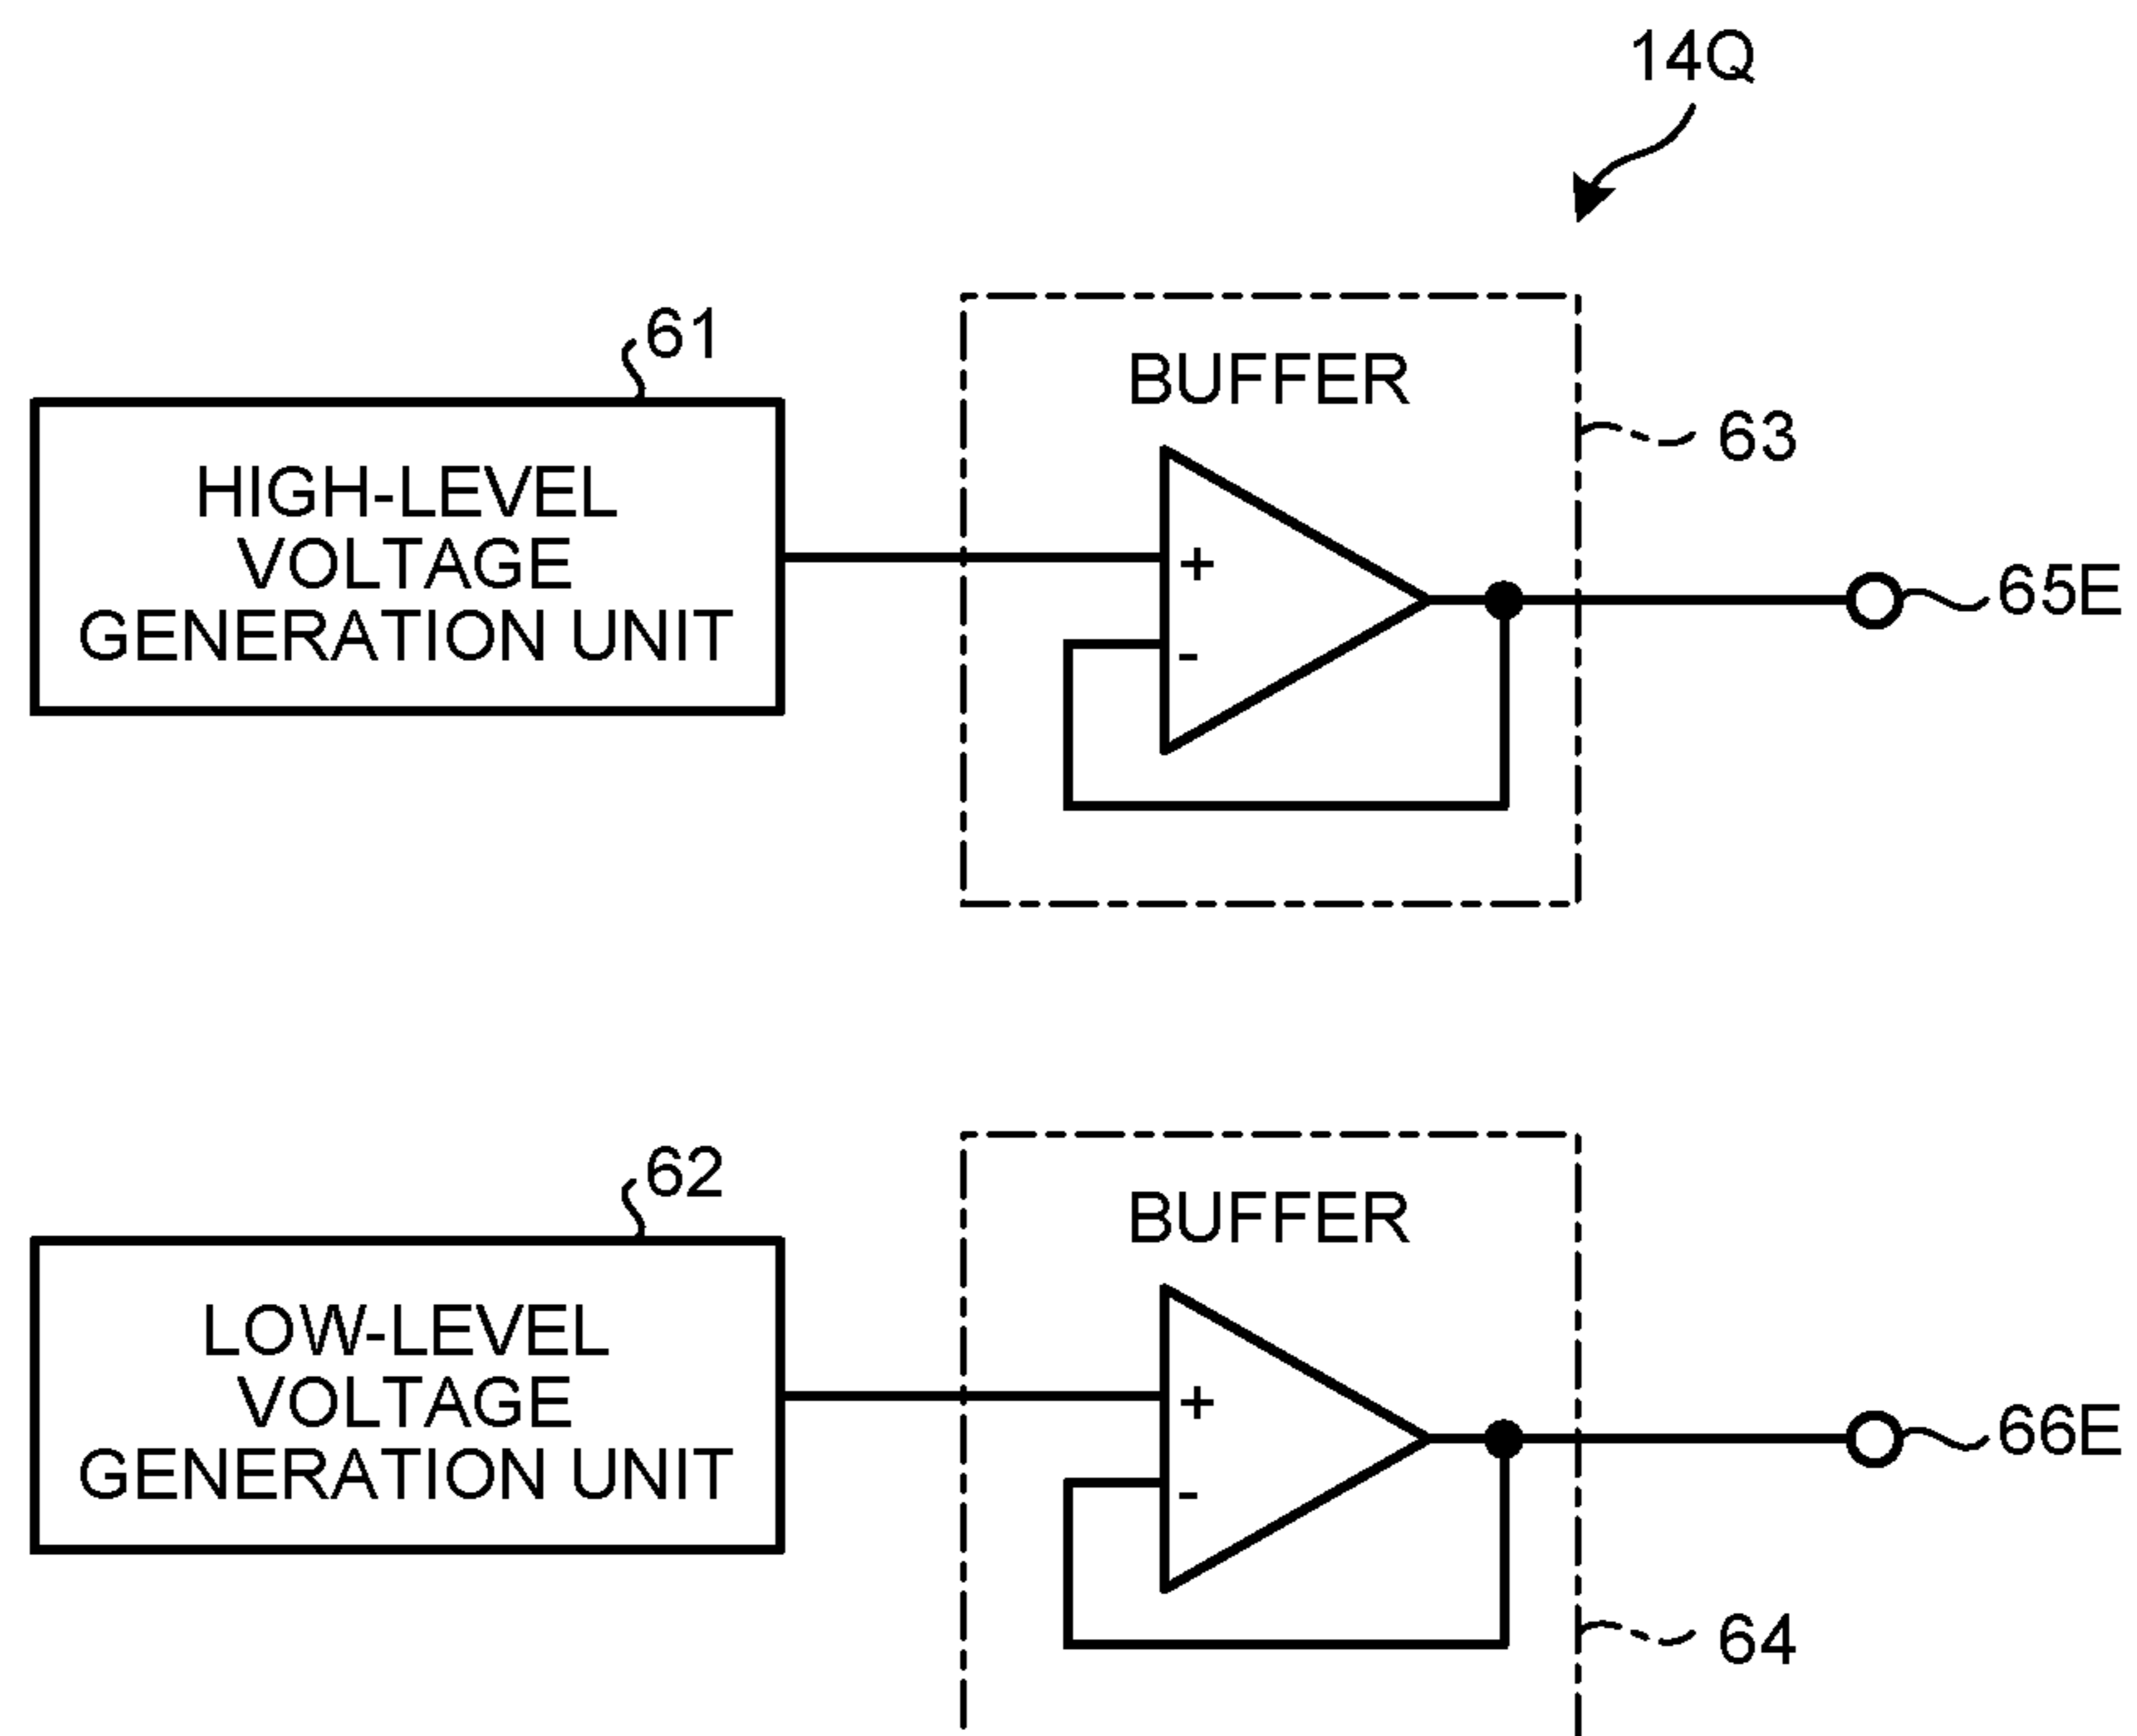 14Q
61
HIGH-LEVEL
VOLTAGE
GENERATION UNIT
BUFFER
+
-
63
65E
62
LOW-LEVEL
VOLTAGE
GENERATION UNIT
BUFFER
+
-
66E
64